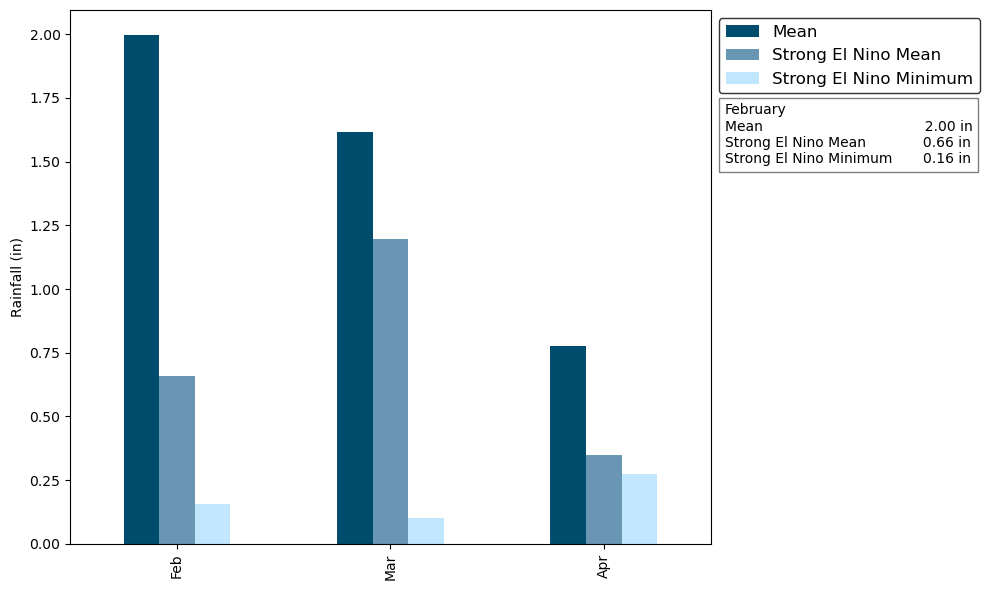 Mean
Strong El Nino Mean
Strong El Nino Minimum
February
Mean 2.00 in
Strong El Nino Mean 0.66 in
Strong El Nino Minimum 0.16 in
Rainfall (in)
2.00
1.75
1.50
1.25
1.00
0.75
0.50
0.25
0.00
Feb
Mar
Apr